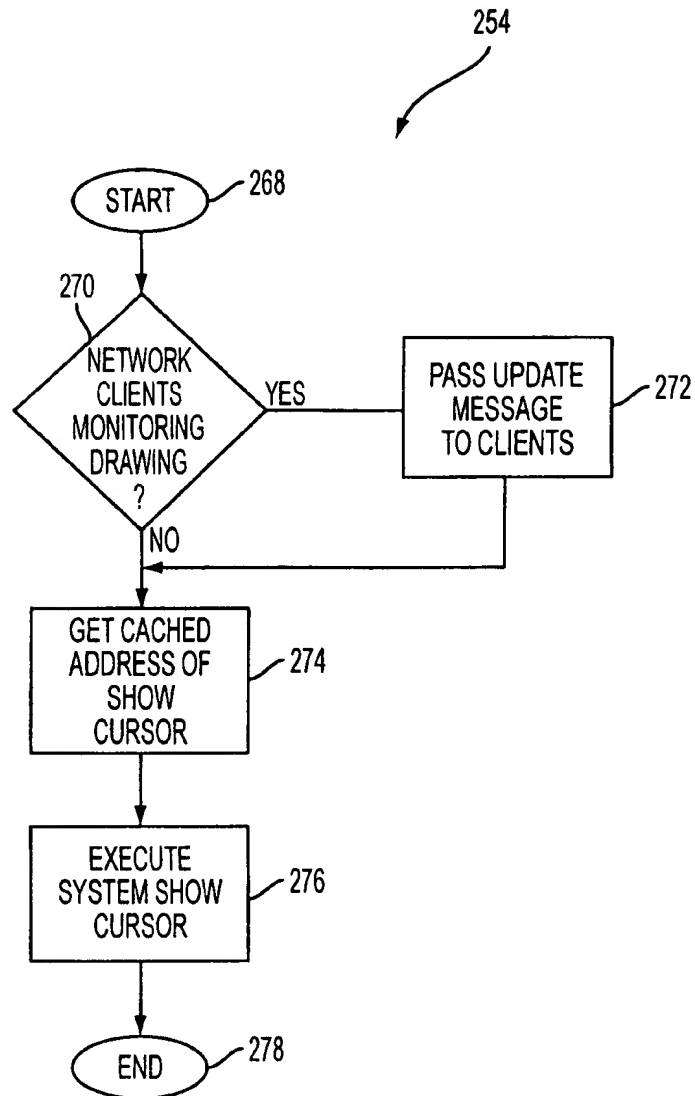 254
START
268
270
NETWORK
CLIENTS
MONITORING
DRAWING
?
YES
PASS UPDATE
MESSAGE
TO CLIENTS
272
NO
GET CACHED
ADDRESS OF
SHOW
CURSOR
274
EXECUTE
SYSTEM SHOW
CURSOR
276
END
278